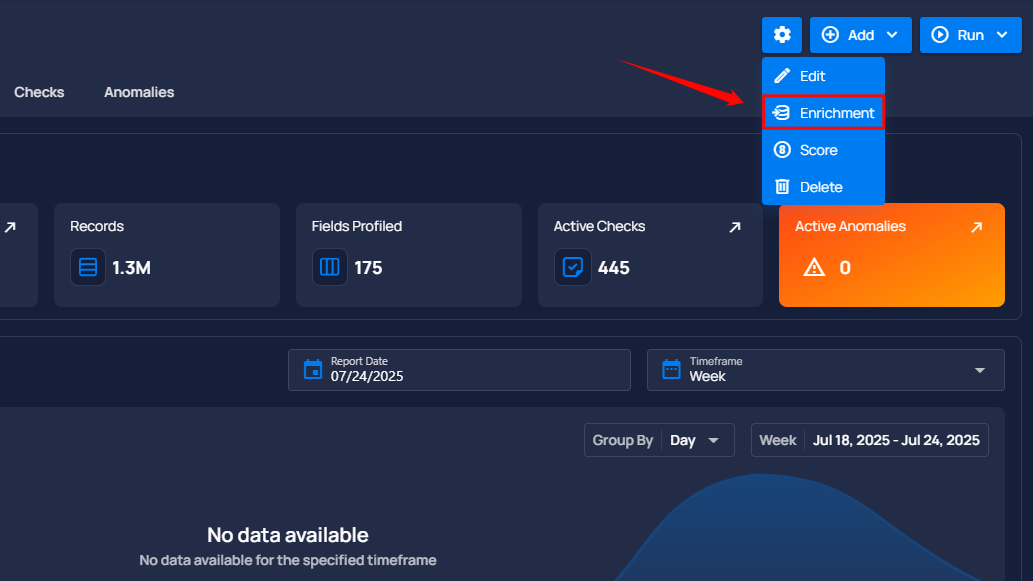 Add
Run
Edit
Enrichment
Score
Delete
Checks
Anomalies
Records
1.3M
Fields Profiled
175
Active Checks
445
Active Anomalies
0
Report Date
07/24/2025
Timeframe
Week
Group By Day
Week Jul 18, 2025 - Jul 24, 2025
No data available
No data available for the specified timeframe